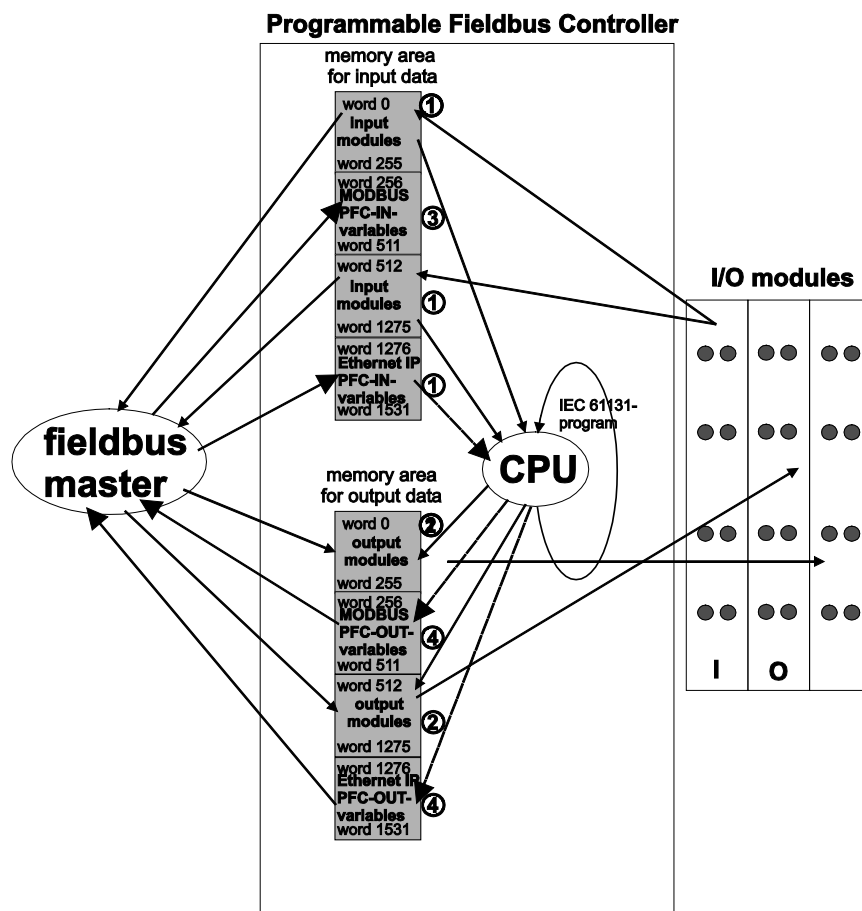 Programmable Fieldbus Controller
memory area
for input data
word 0
input
modules
word 255
1
word 256
MODBUS
PFC-IN-
variables
word 511
3
word 512
input
modules
word 1275
1
word 1276
Ethernet IP
PFC-IN-
variables
word 1531
1
I/O modules
IEC 61131-
program
CPU
fieldbus
master
memory area
for output data
word 0
output
modules
word 255
2
word 256
MODBUS
PFC-OUT-
variables
word 511
4
word 512
output
modules
word 1275
2
word 1276
Ethernet IP
PFC-OUT-
variables
word 1531
4
I
O